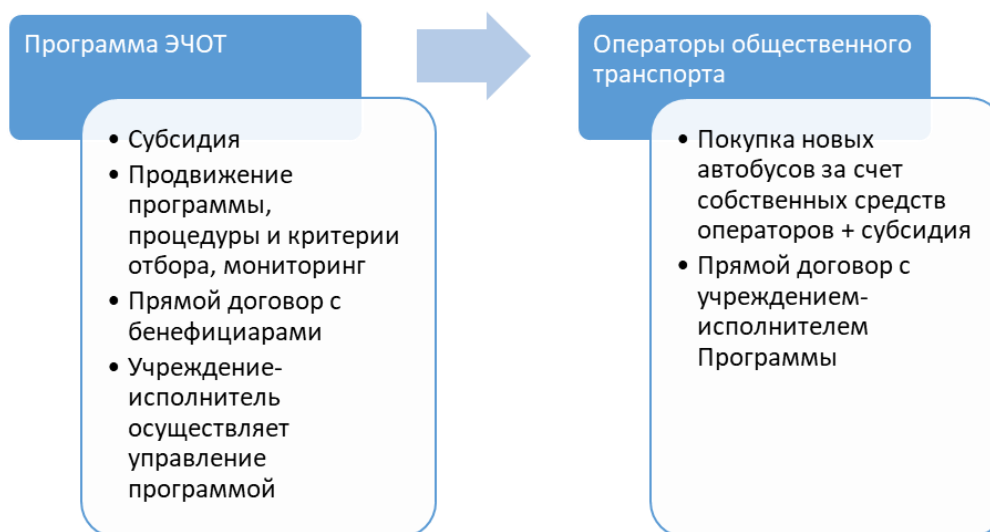 Программа ЭЧОТ
• Субсидия
• Продвижение
программы,
процедуры и критерии
отбора, мониторинг
• Прямой договор с
бенефициарами
• Учреждение-
исполнитель
осуществляет
управление
программой
Операторы общественного
транспорта
• Покупка новых
автобусов за счет
собственных средств
операторов + субсидия
• Прямой договор с
учреждением-
исполнителем
Программы